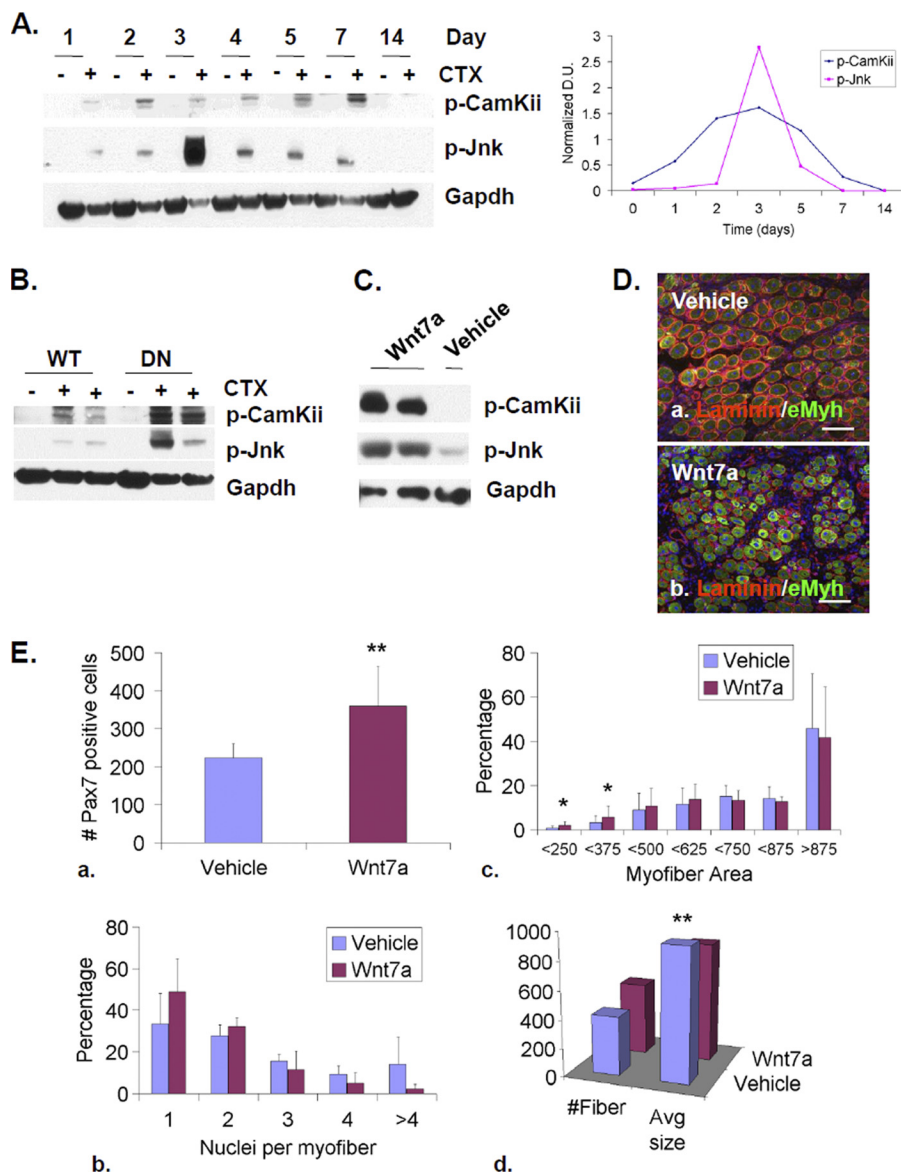 A.
1 2 3 4 5 7 14 Day
- + - + - + - + - + - + - + CTX
p-CamKii
p-Jnk
Gapdh
3
2.5
2
1.5
1
0.5
0
Normalized D.U.
0 1 2 3 5 7 14
Time (days)
p-CamKii
p-Jnk
B.
WT DN
- + + - + + CTX
p-CamKii
p-Jnk
Gapdh
C.
Wnt7a Vehicle
p-CamKii
p-Jnk
Gapdh
D.
Vehicle
a. Laminin/eMyh
Wnt7a
b. Laminin/eMyh
E.
# Pax7 positive cells
500
400
300
200
100
0
**
Vehicle Wnt7a
a.
Percentage
80
60
40
20
0
Vehicle
Wnt7a
* *
<250 <375 <500 <625 <750 <875 >875
Myofiber Area
c.
Percentage
80
60
40
20
0
Vehicle
Wnt7a
1 2 3 4 >4
Nuclei per myofiber
b.
1000
800
600
400
200
0
**
#Fiber
Avg
size
Wnt7a
Vehicle
d.